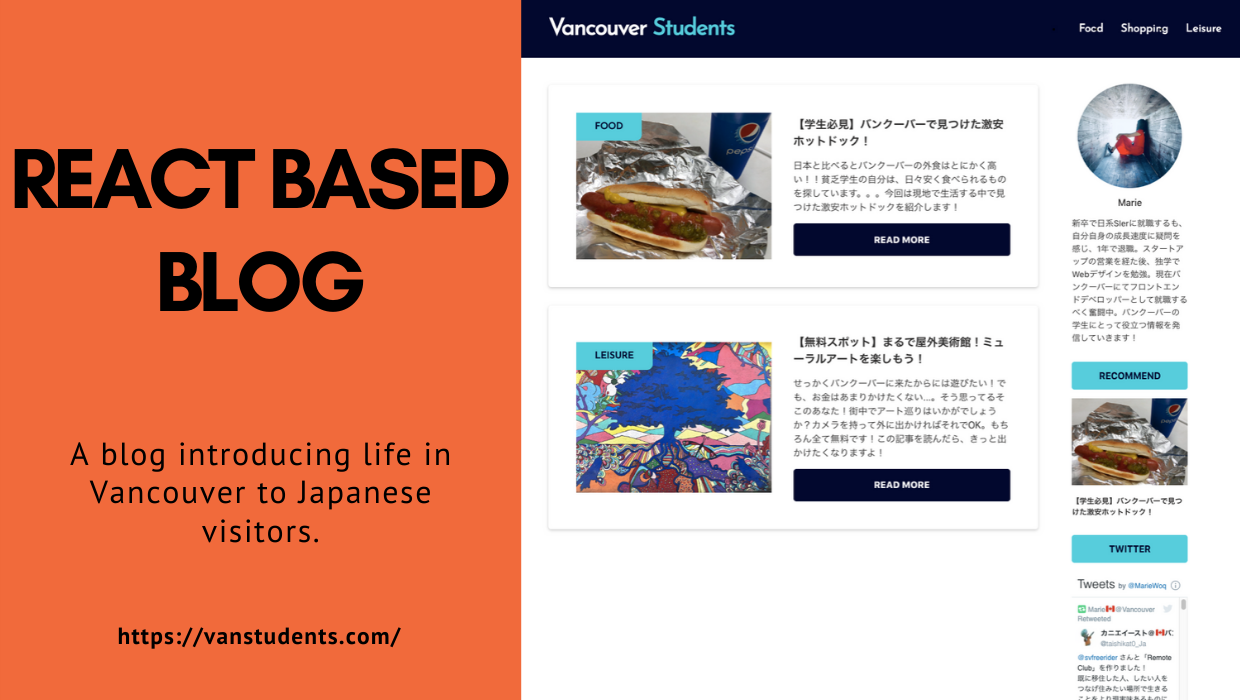 REACT BASED
BLOG
A blog introducing life in
Vancouver to Japanese
visitors.
https://vanstudents.com/
Vancouver Students
Food Shopping Leisure
FOOD
pepsi
【学生必見】バンクーバーで見つけた激安
ホットドック！
日本と比べるとバンクーバーの外食はとにかく高
い！！貧乏学生の自分は、日々安く食べられるもの
を探しています。。。今回は現地で生活する中で見
つけた激安ホットドックを紹介します！
READ MORE
LEISURE
【無料スポット】まるで屋外美術館！ミュ
ーラルアートを楽しもう！
せっかくバンクーバーに来たからには遊びたい！で
も、お金はあまりかけたくない...。そう思ってるそ
このあなた！街中でアート巡りはいかがでしょう
か？カメラを持って外に出かければそれでOK。もち
ろん全て無料です！この記事を読んだら、きっと出
かけたくなりますよ！
READ MORE
Marie
新卒で日系SIerに就職するも、
自分自身の成長速度に疑問を
感じ、1年で退職。スタートア
ップの営業を経た後、独学で
Webデザインを勉強。現在バ
ンクーバーにてフロントエン
ドデベロッパーとして就職する
べく奮闘中。バンクーバーの
学生にとって役立つ情報を発
信していきます！
RECOMMEND
【学生必見】バンクーバーで見つ
けた激安ホットドック！
TWITTER
Tweets by @MarieWoq
Marie🇨🇦@Vancouver
Retweeted
カニエイースト@🇨🇦バ:
@taishikat0_Ja
@svfreerider さんと「Remote
Club」を作りました！
既に移住した人、したい人を
つなげ住みたい場所で生きる
ことをより現実味あるものに